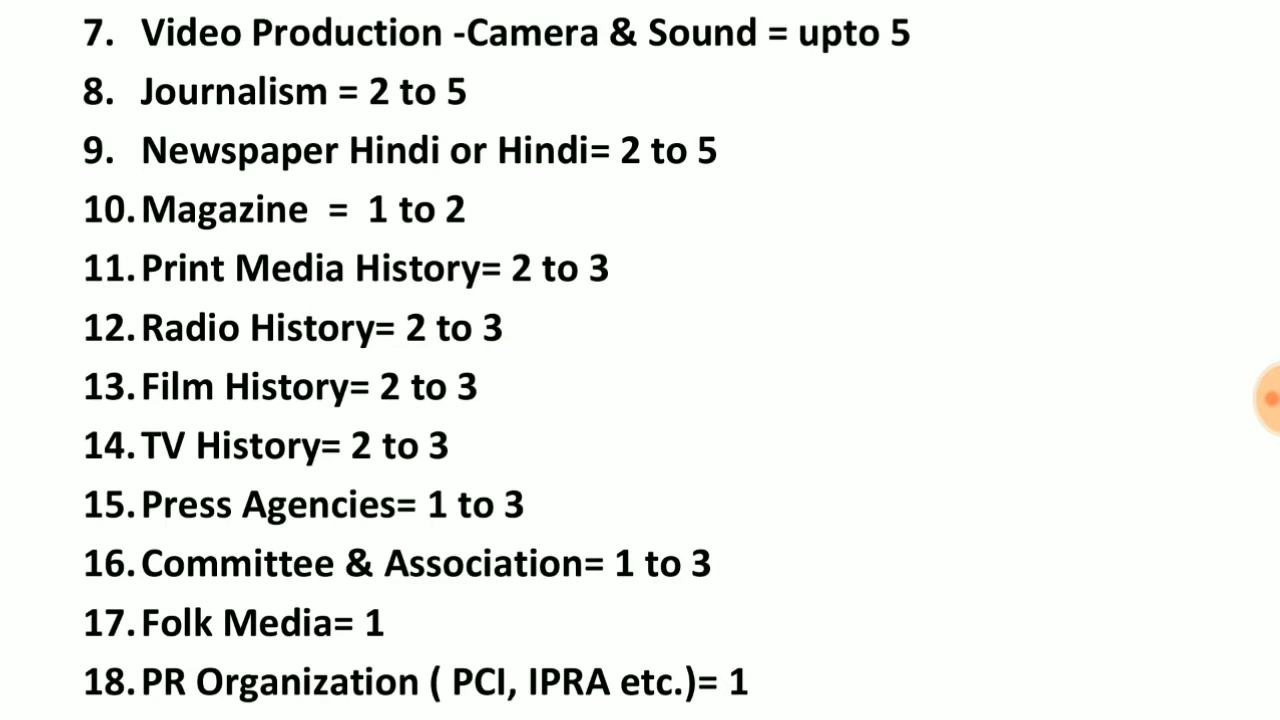 7. Video Production -Camera & Sound = upto 5
8. Journalism = 2 to 5
9. Newspaper Hindi or Hindi= 2 to 5
10. Magazine = 1 to 2
11. Print Media History= 2 to 3
12. Radio History= 2 to 3
13. Film History= 2 to 3
14. TV History= 2 to 3
15. Press Agencies= 1 to 3
16. Committee & Association= 1 to 3
17. Folk Media= 1
18. PR Organization ( PCI, IPRA etc.)= 1